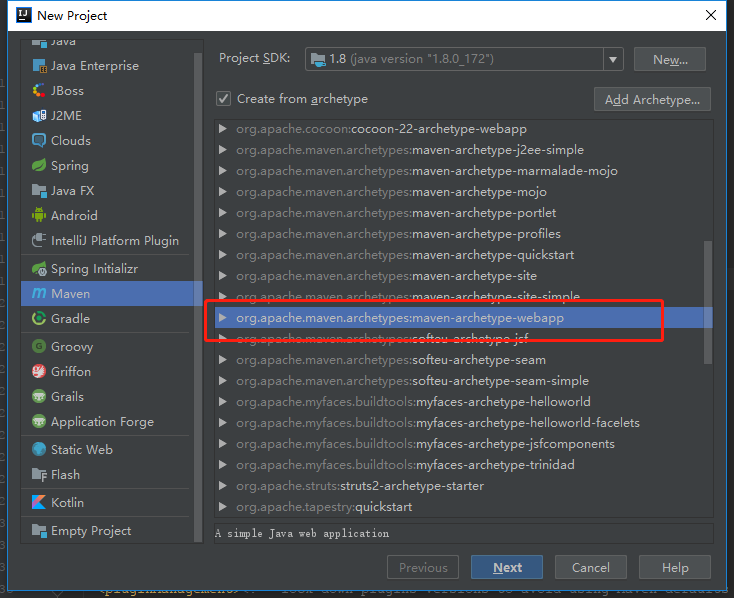 New Project
Java
Java Enterprise
JBoss
J2ME
Clouds
Spring
Java FX
Android
IntelliJ Platform Plugin
Spring Initializr
Maven
Gradle
Groovy
Griffon
Grails
Application Forge
Static Web
Flash
Kotlin
Empty Project
Project SDK: 1.8 (java version "1.8.0_172") New...
Create from archetype Add Archetype...
org.apache.cocoon:cocoon-22-archetype-webapp
org.apache.maven.archetypes:maven-archetype-j2ee-simple
org.apache.maven.archetypes:maven-archetype-marmalade-mojo
org.apache.maven.archetypes:maven-archetype-mojo
org.apache.maven.archetypes:maven-archetype-portlet
org.apache.maven.archetypes:maven-archetype-profiles
org.apache.maven.archetypes:maven-archetype-quickstart
org.apache.maven.archetypes:maven-archetype-site
org.apache.maven.archetypes:maven-archetype-site-simple
org.apache.maven.archetypes:maven-archetype-webapp
org.apache.maven.archetypes:softeu-archetype-jsf
org.apache.maven.archetypes:softeu-archetype-seam
org.apache.maven.archetypes:softeu-archetype-seam-simple
org.apache.myfaces.buildtools:myfaces-archetype-helloworld
org.apache.myfaces.buildtools:myfaces-archetype-helloworld-facelets
org.apache.myfaces.buildtools:myfaces-archetype-jsfcomponents
org.apache.myfaces.buildtools:myfaces-archetype-trinidad
org.apache.struts:struts2-archetype-starter
org.apache.tapestry:quickstart
A simple Java web application
Previous Next Cancel Help